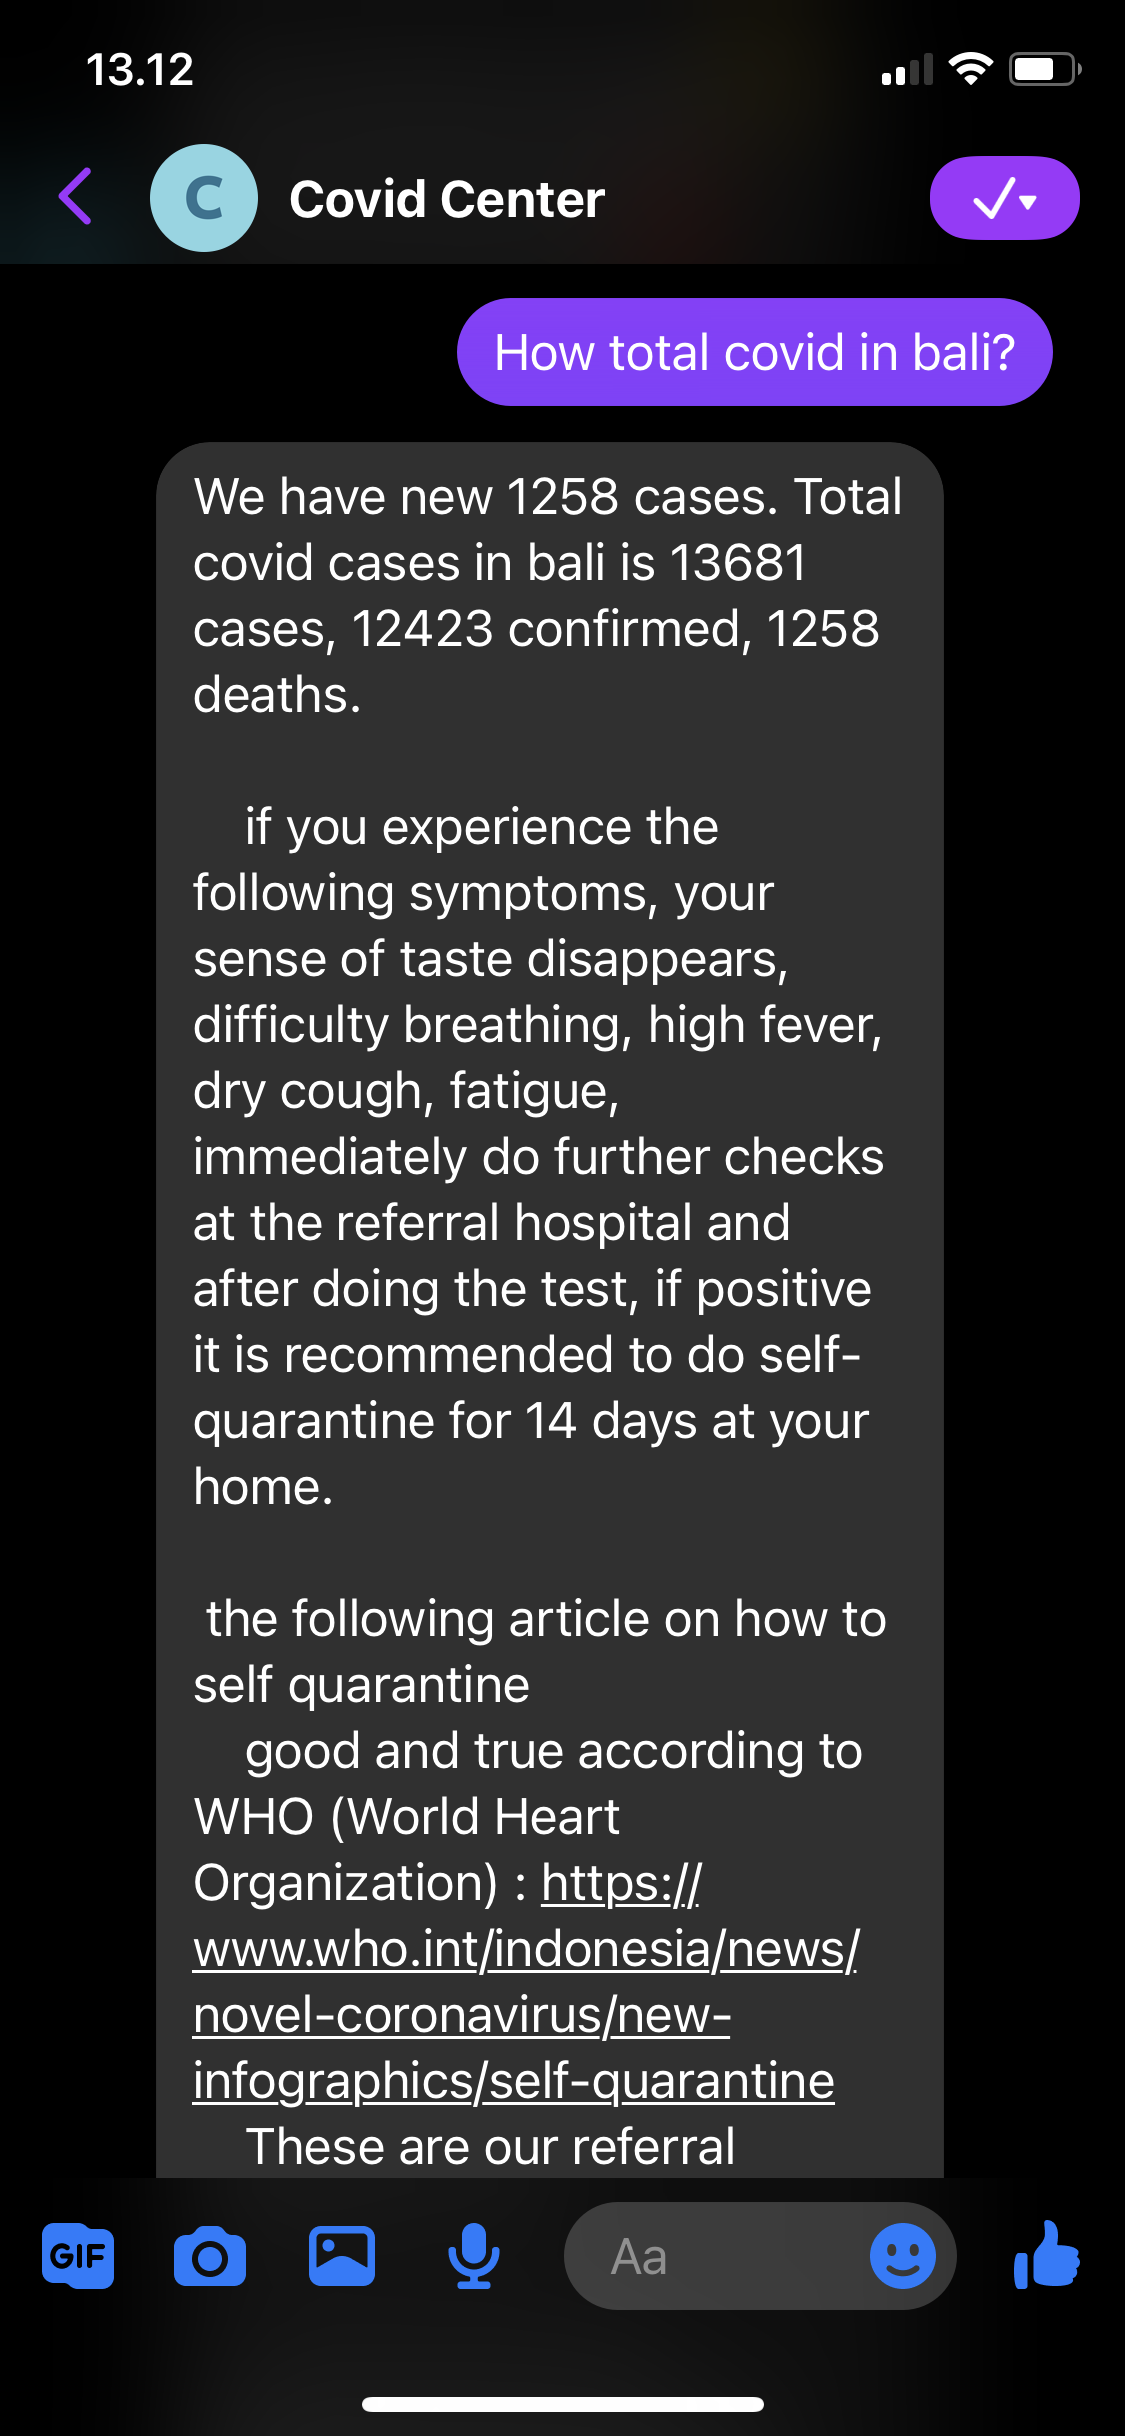 13.12
C
Covid Center
How total covid in bali?
We have new 1258 cases. Total
covid cases in bali is 13681
cases, 12423 confirmed, 1258
deaths.
if you experience the
following symptoms, your
sense of taste disappears,
difficulty breathing, high fever,
dry cough, fatigue,
immediately do further checks
at the referral hospital and
after doing the test, if positive
it is recommended to do self-
quarantine for 14 days at your
home.
the following article on how to
self quarantine
good and true according to
WHO (World Heart
Organization) : https://
www.who.int/indonesia/news/
novel-coronavirus/new-
infographics/self-quarantine
These are our referral
GIF
Aa